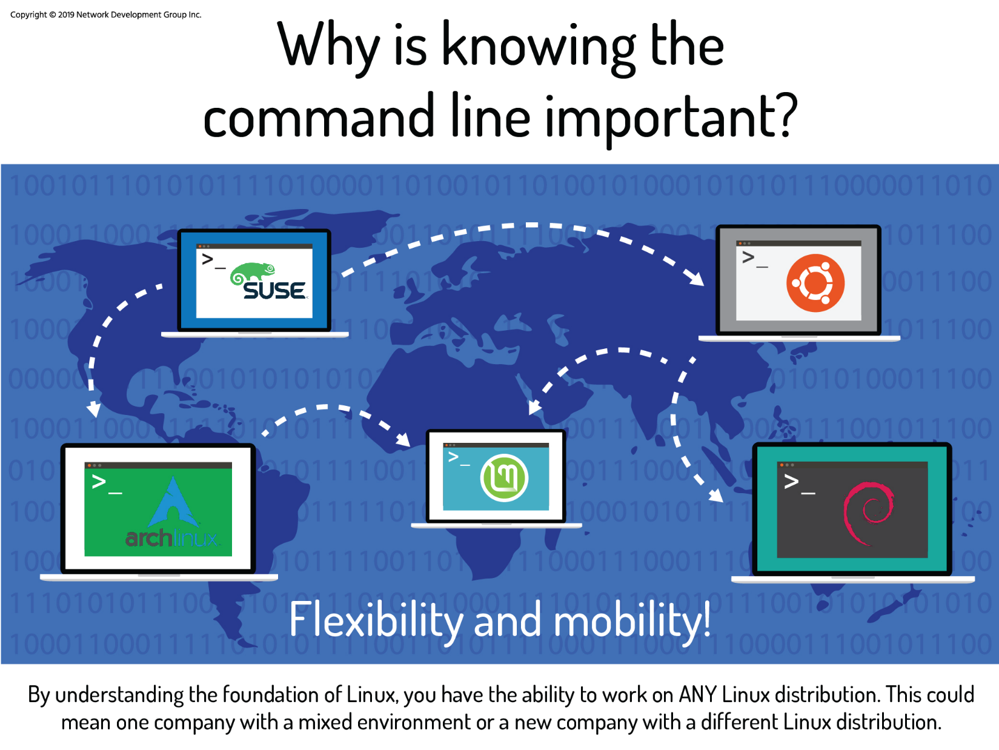 Copyright © 2019 Network Development Group Inc.
Why is knowing the
command line important?
>_
SUSE
>_
>_
archlinux
>_
>_
Flexibility and mobility!
By understanding the foundation of Linux, you have the ability to work on ANY Linux distribution. This could
mean one company with a mixed environment or a new company with a different Linux distribution.